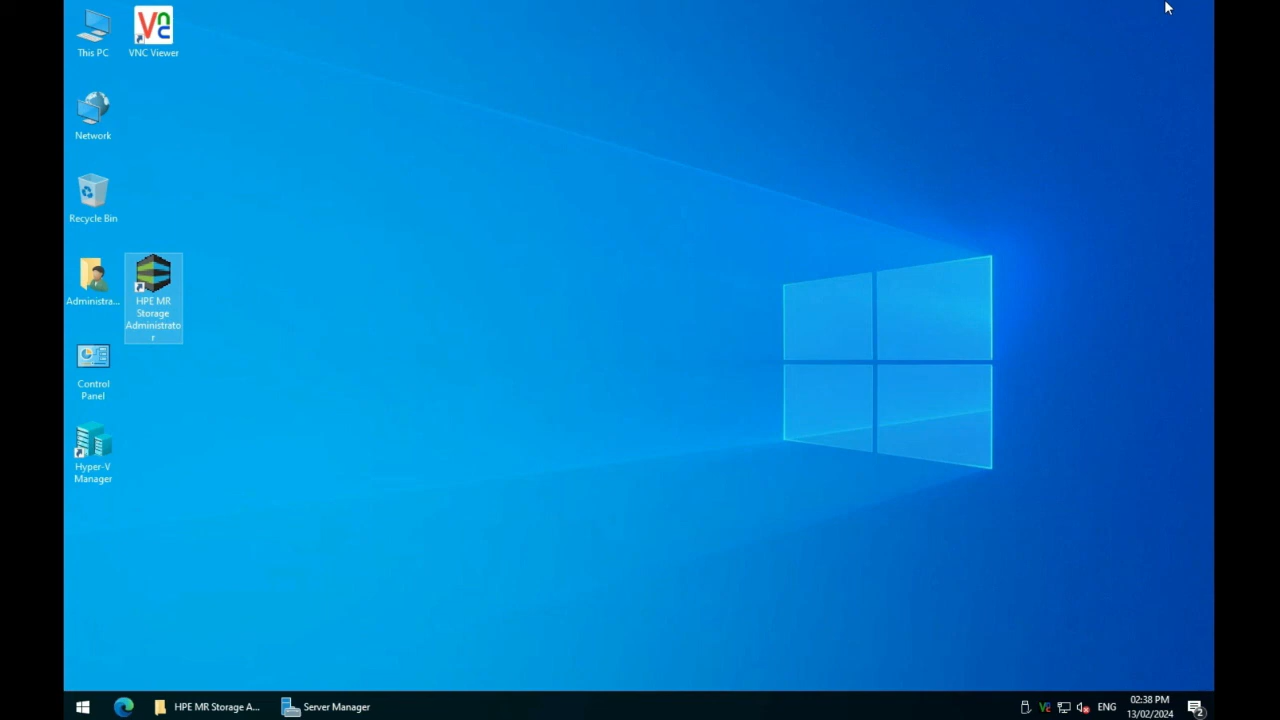 This PC
VNC Viewer
Network
Recycle Bin
Administra...
HPE MR
Storage
Administrato
r
Control
Panel
Hyper-V
Manager
HPE MR Storage A...
Server Manager
ENG
02:38 PM
13/02/2024
2